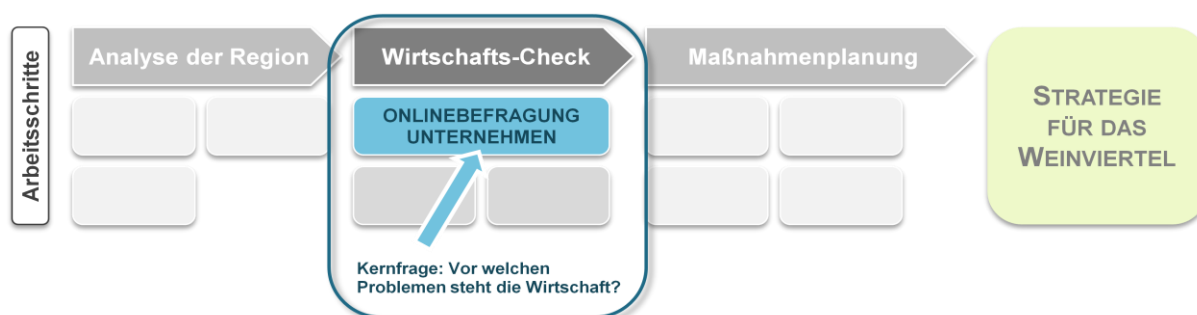 Arbeitsschritte
Analyse der Region
Wirtschafts-Check
Maßnahmenplanung
ONLINEBEFRAGUNG
UNTERNEHMEN
Kernfrage: Vor welchen
Problemen steht die Wirtschaft?
STRATEGIE
FÜR DAS
WEINVIERTEL